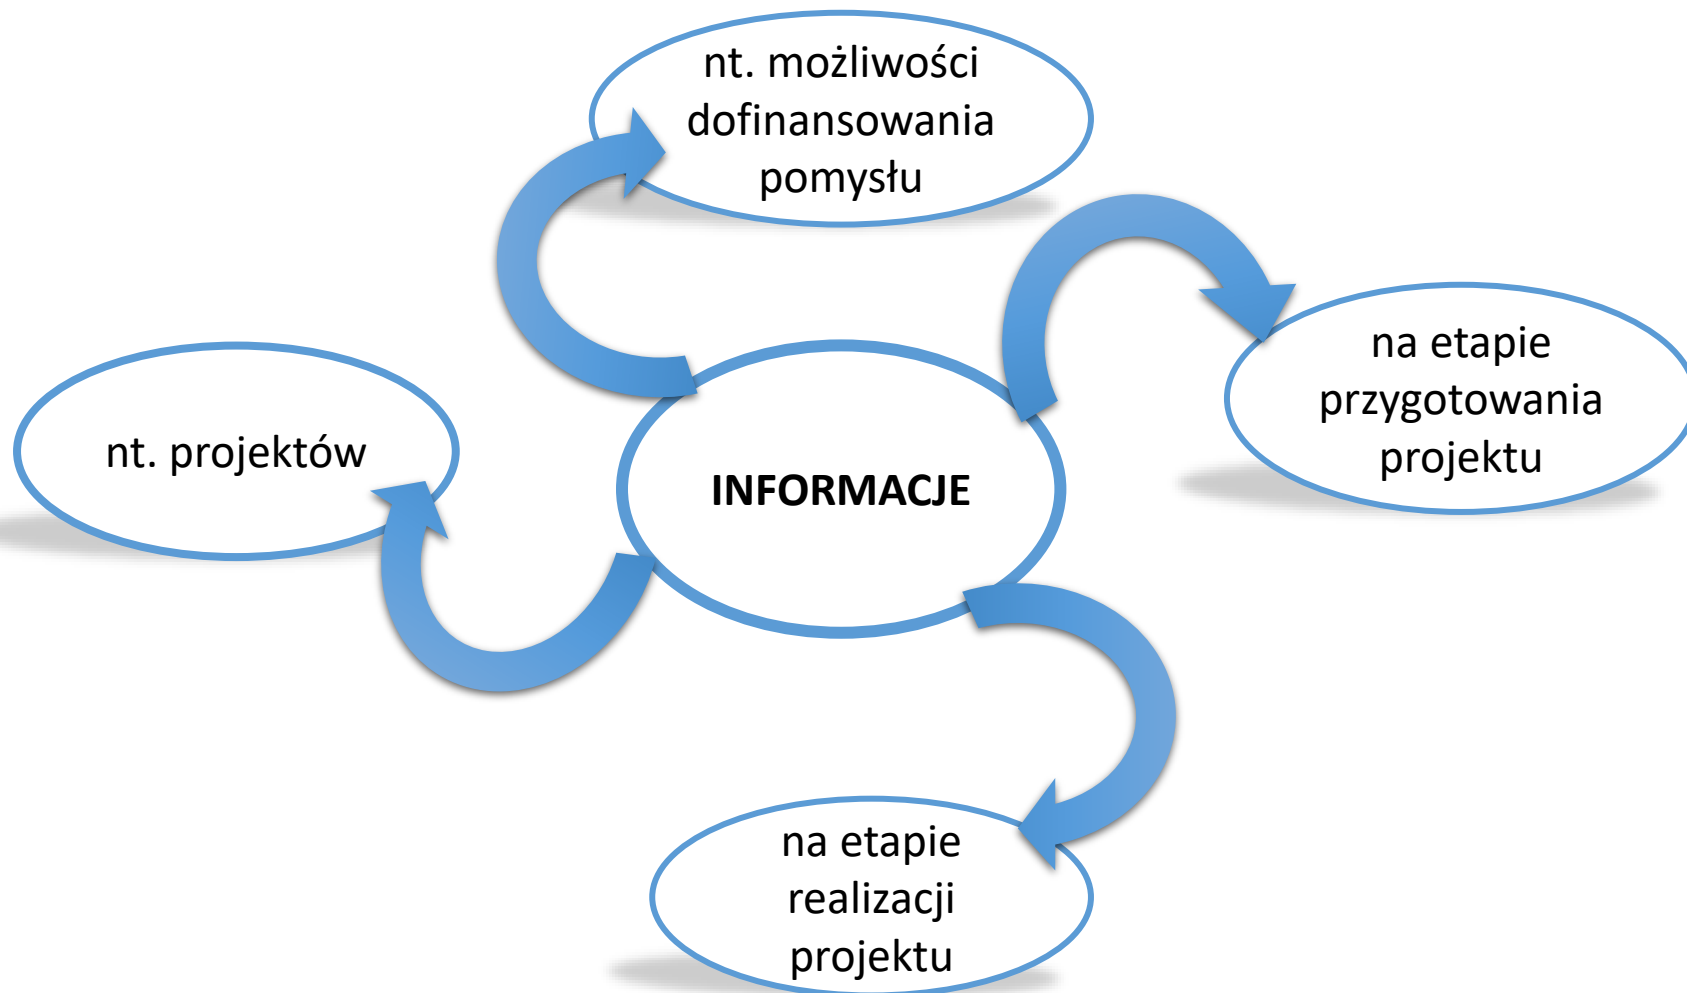 nt. możliwości
dofinansowania
pomysłu
na etapie
przygotowania
projektu
nt. projektów
INFORMACJE
na etapie
realizacji
projektu